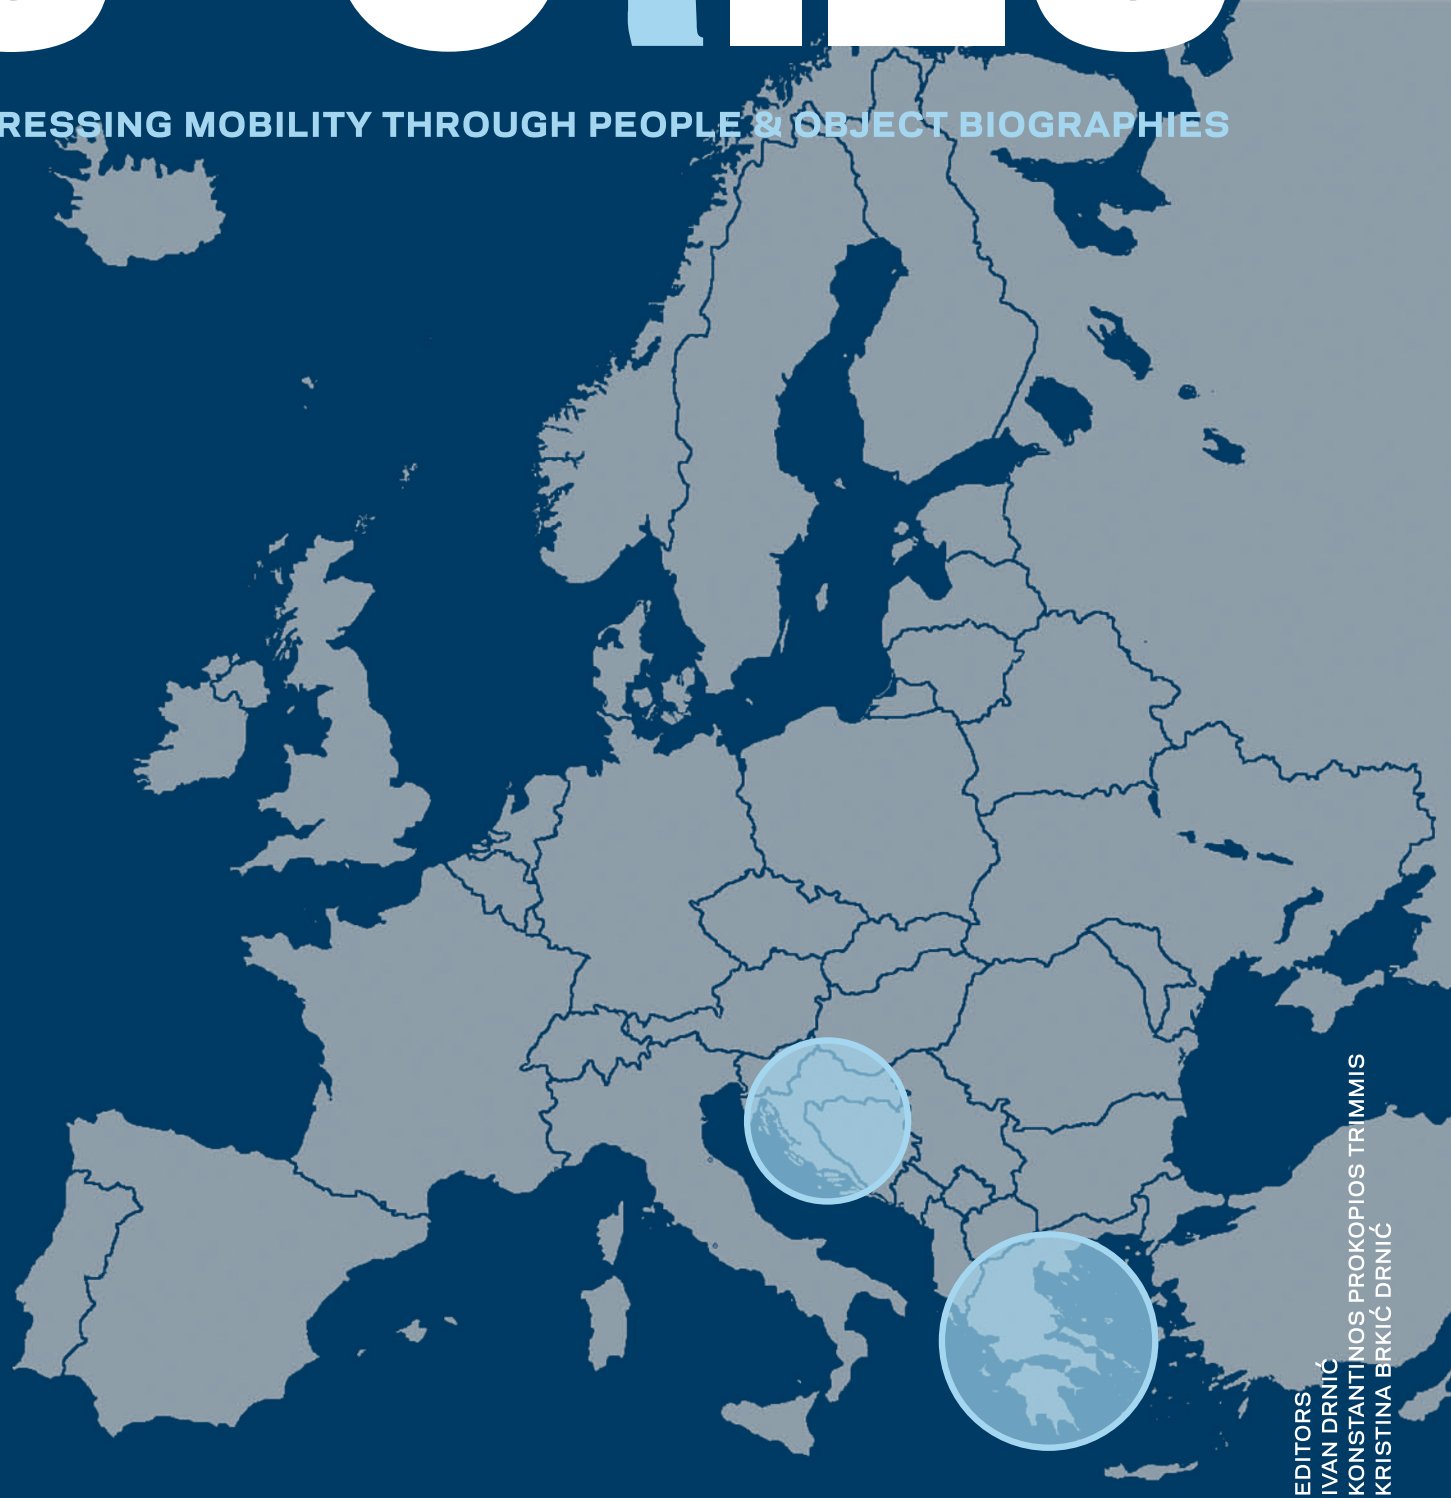 RESSING MOBILITY THROUGH PEOPLE & OBJECT BIOGRAPHIES
EDITORS
IVAN DRNIĆ
KONSTANTINOS PROKOPIOS TRIMMIS
KRISTINA BRKIĆ DRNIĆ